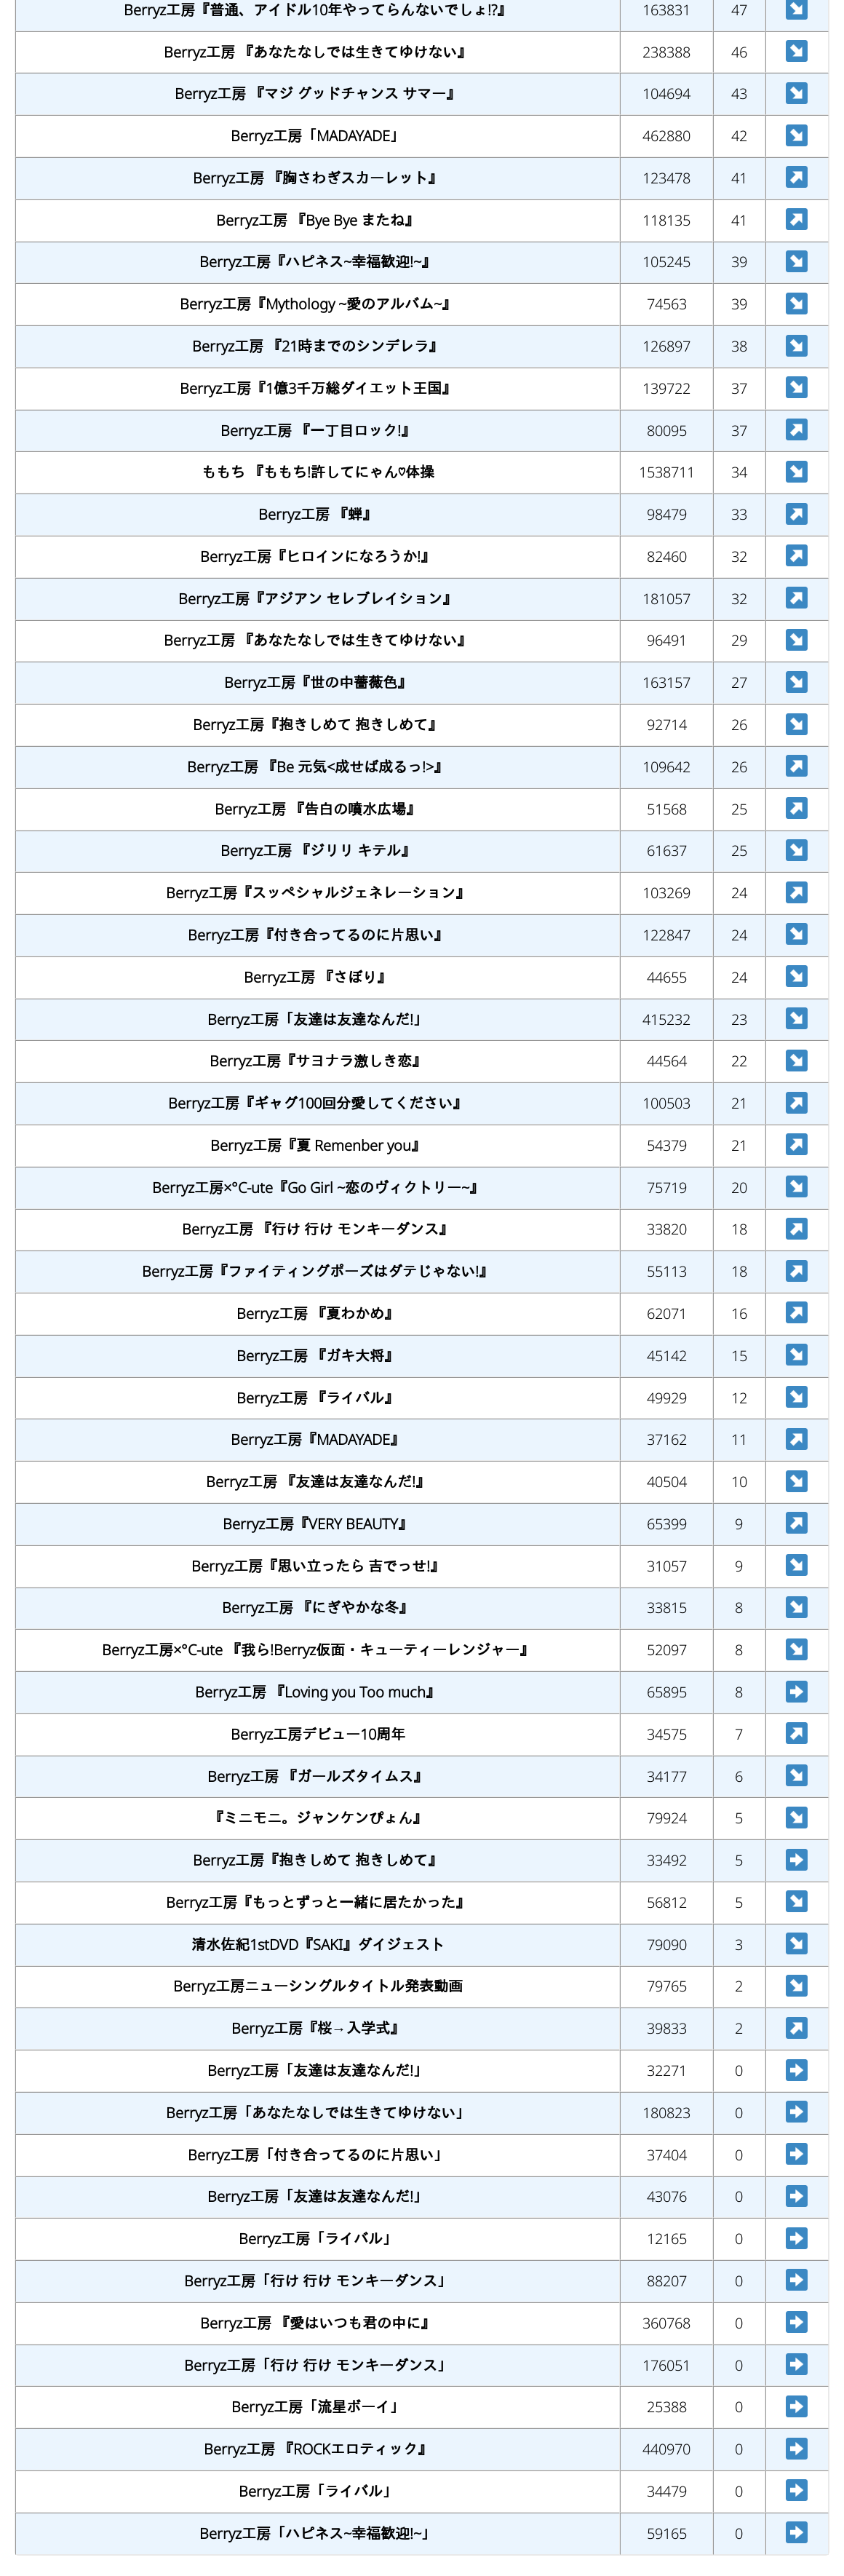 Berryz工房『普通、アイドル10年やってらんないでしょ!?』 163831 47 ↘
Berryz工房 『あなたなしでは生きてゆけない』 238388 46 ↘
Berryz工房 『マジ グッドチャンス サマー』 104694 43 ↘
Berryz工房「MADAYADE」 462880 42 ↘
Berryz工房 『胸さわぎスカーレット』 123478 41 ↗
Berryz工房 『Bye Bye またね』 118135 41 ↗
Berryz工房『ハピネス~幸福歓迎!~』 105245 39 ↘
Berryz工房『Mythology ~愛のアルバム~』 74563 39 ↘
Berryz工房 『21時までのシンデレラ』 126897 38 ↘
Berryz工房『1億3千万総ダイエット王国』 139722 37 ↘
Berryz工房 『一丁目ロック!』 80095 37 ↗
ももち 『ももち!許してにゃん♡体操 1538711 34 ↘
Berryz工房 『蝉』 98479 33 ↗
Berryz工房『ヒロインになろうか!』 82460 32 ↗
Berryz工房『アジアン セレブレイション』 181057 32 ↗
Berryz工房 『あなたなしでは生きてゆけない』 96491 29 ↘
Berryz工房『世の中薔薇色』 163157 27 ↘
Berryz工房『抱きしめて 抱きしめて』 92714 26 ↘
Berryz工房 『Be 元気<成せば成るっ!>』 109642 26 ↗
Berryz工房 『告白の噴水広場』 51568 25 ↗
Berryz工房 『ジリリ キテル』 61637 25 ↘
Berryz工房『スッペシャルジェネレーション』 103269 24 ↗
Berryz工房『付き合ってるのに片思い』 122847 24 ↘
Berryz工房 『さぼり』 44655 24 ↘
Berryz工房「友達は友達なんだ!」 415232 23 ↘
Berryz工房『サヨナラ激しき恋』 44564 22 ↘
Berryz工房『ギャグ100回分愛してください』 100503 21 ↗
Berryz工房『夏 Remenber you』 54379 21 ↗
Berryz工房×°C-ute『Go Girl ~恋のヴィクトリー~』 75719 20 ↘
Berryz工房 『行け 行け モンキーダンス』 33820 18 ↗
Berryz工房『ファイティングポーズはダテじゃない!』 55113 18 ↗
Berryz工房 『夏わかめ』 62071 16 ↗
Berryz工房 『ガキ大将』 45142 15 ↘
Berryz工房 『ライバル』 49929 12 ↘
Berryz工房『MADAYADE』 37162 11 ↗
Berryz工房 『友達は友達なんだ!』 40504 10 ↘
Berryz工房『VERY BEAUTY』 65399 9 ↗
Berryz工房『思い立ったら 吉でっせ!』 31057 9 ↘
Berryz工房 『にぎやかな冬』 33815 8 ↘
Berryz工房×°C-ute 『我ら!Berryz仮面・キューティーレンジャー』 52097 8 ↘
Berryz工房 『Loving you Too much』 65895 8 ➡
Berryz工房デビュー10周年 34575 7 ↗
Berryz工房 『ガールズタイムス』 34177 6 ↘
『ミニモニ。ジャンケンぴょん』 79924 5 ↘
Berryz工房『抱きしめて 抱きしめて』 33492 5 ➡
Berryz工房『もっとずっと一緒に居たかった』 56812 5 ↘
清水佐紀1stDVD『SAKI』ダイジェスト 79090 3 ↘
Berryz工房ニューシングルタイトル発表動画 79765 2 ↘
Berryz工房『桜→入学式』 39833 2 ↗
Berryz工房「友達は友達なんだ!」 32271 0 ➡
Berryz工房「あなたなしでは生きてゆけない」 180823 0 ➡
Berryz工房「付き合ってるのに片思い」 37404 0 ➡
Berryz工房「友達は友達なんだ!」 43076 0 ➡
Berryz工房「ライバル」 12165 0 ➡
Berryz工房「行け 行け モンキーダンス」 88207 0 ➡
Berryz工房 『愛はいつも君の中に』 360768 0 ➡
Berryz工房「行け 行け モンキーダンス」 176051 0 ➡
Berryz工房「流星ボーイ」 25388 0 ➡
Berryz工房 『ROCKエロティック』 440970 0 ➡
Berryz工房「ライバル」 34479 0 ➡
Berryz工房「ハピネス~幸福歓迎!~」 59165 0 ➡